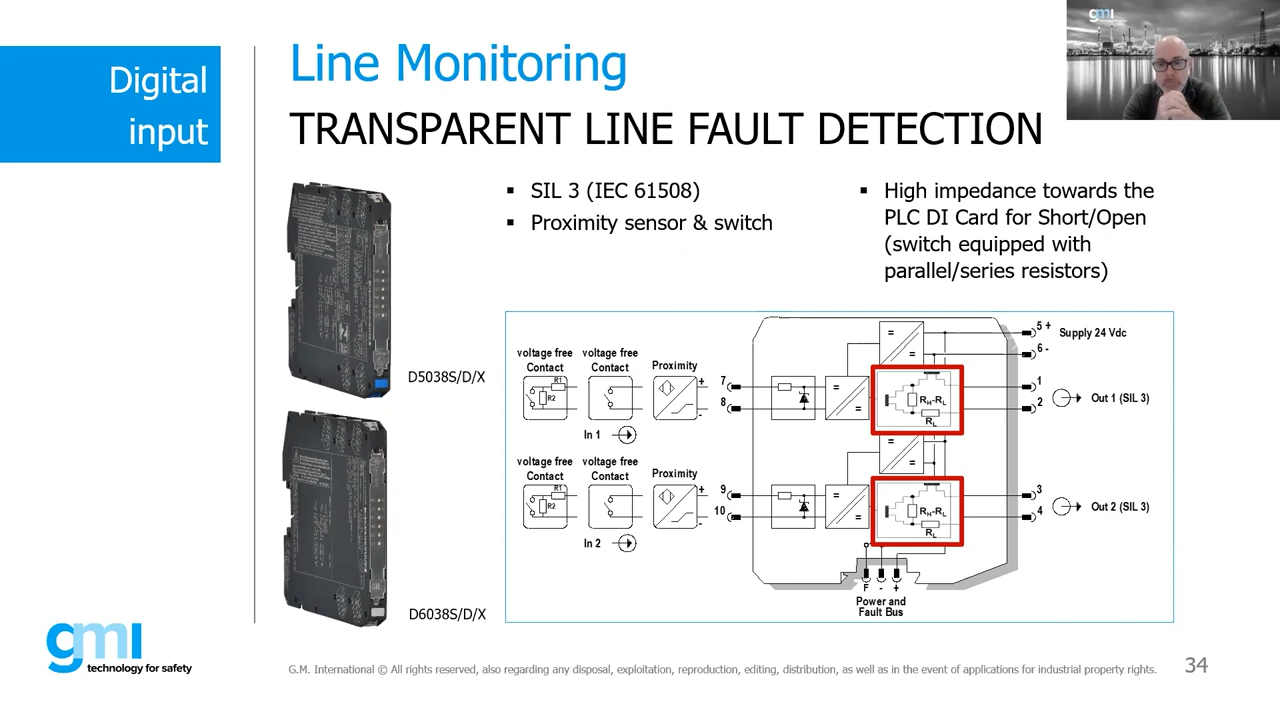 gmi
Digital
input
Line Monitoring
TRANSPARENT LINE FAULT DETECTION
▪ SIL 3 (IEC 61508)
▪ Proximity sensor & switch
▪ High impedance towards the
PLC DI Card for Short/Open
(switch equipped with
parallel/series resistors)
D5038S/D/X
D6038S/D/X
voltage free
Contact
voltage free
Contact
Proximity
R1
R2
+
-
7
8
In 1
=
=
=
=
RH-RL
RL
5 +
6 -
Supply 24 Vdc
1
2
Out 1 (SIL 3)
voltage free
Contact
voltage free
Contact
Proximity
R1
R2
+
-
9
10
In 2
=
=
=
=
RH-RL
RL
3
4
Out 2 (SIL 3)
F - +
Power and
Fault Bus
gmi
technology for safety
G.M. International © All rights reserved, also regarding any disposal, exploitation, reproduction, editing, distribution, as well as in the event of applications for industrial property rights.
34